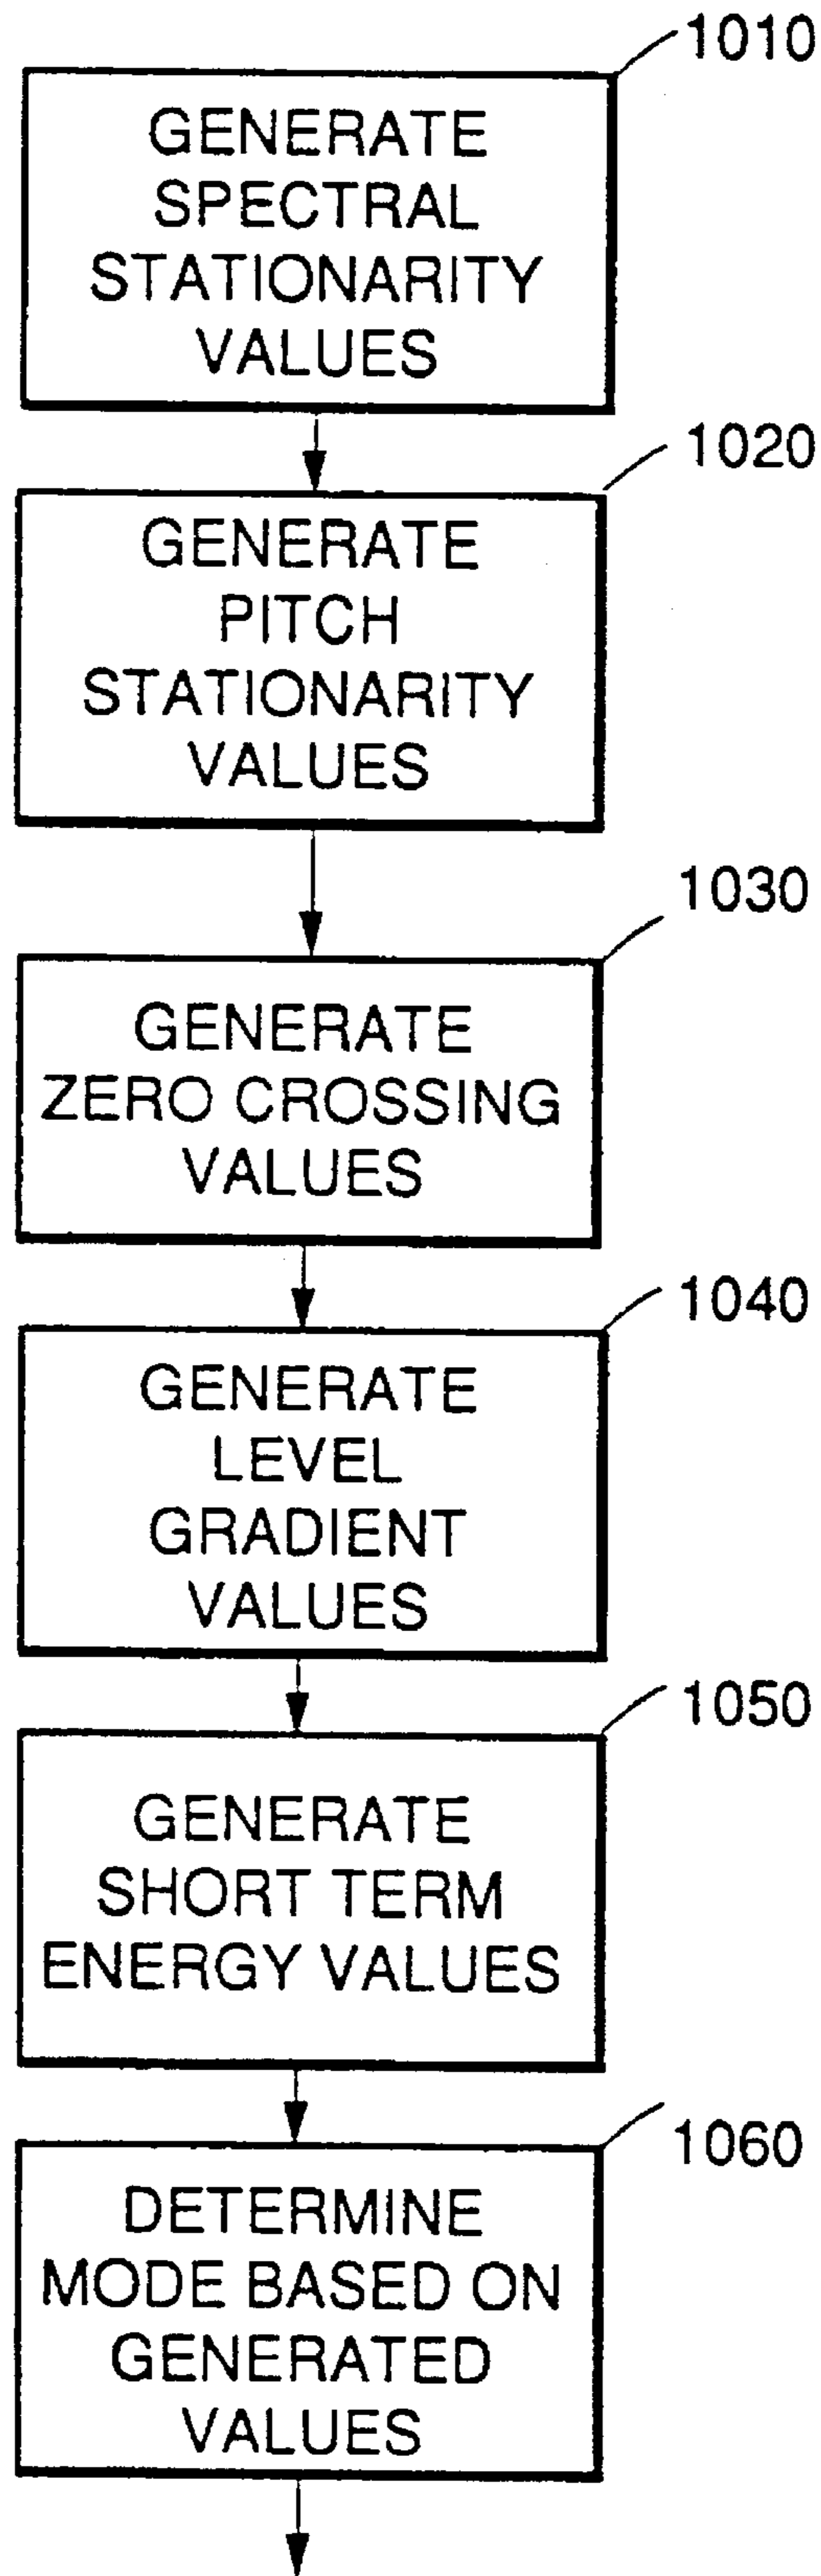 1010
GENERATE
SPECTRAL
STATIONARITY
VALUES
1020
GENERATE
PITCH
STATIONARITY
VALUES
1030
GENERATE
ZERO CROSSING
VALUES
1040
GENERATE
LEVEL
GRADIENT
VALUES
1050
GENERATE
SHORT TERM
ENERGY VALUES
1060
DETERMINE
MODE BASED ON
GENERATED
VALUES